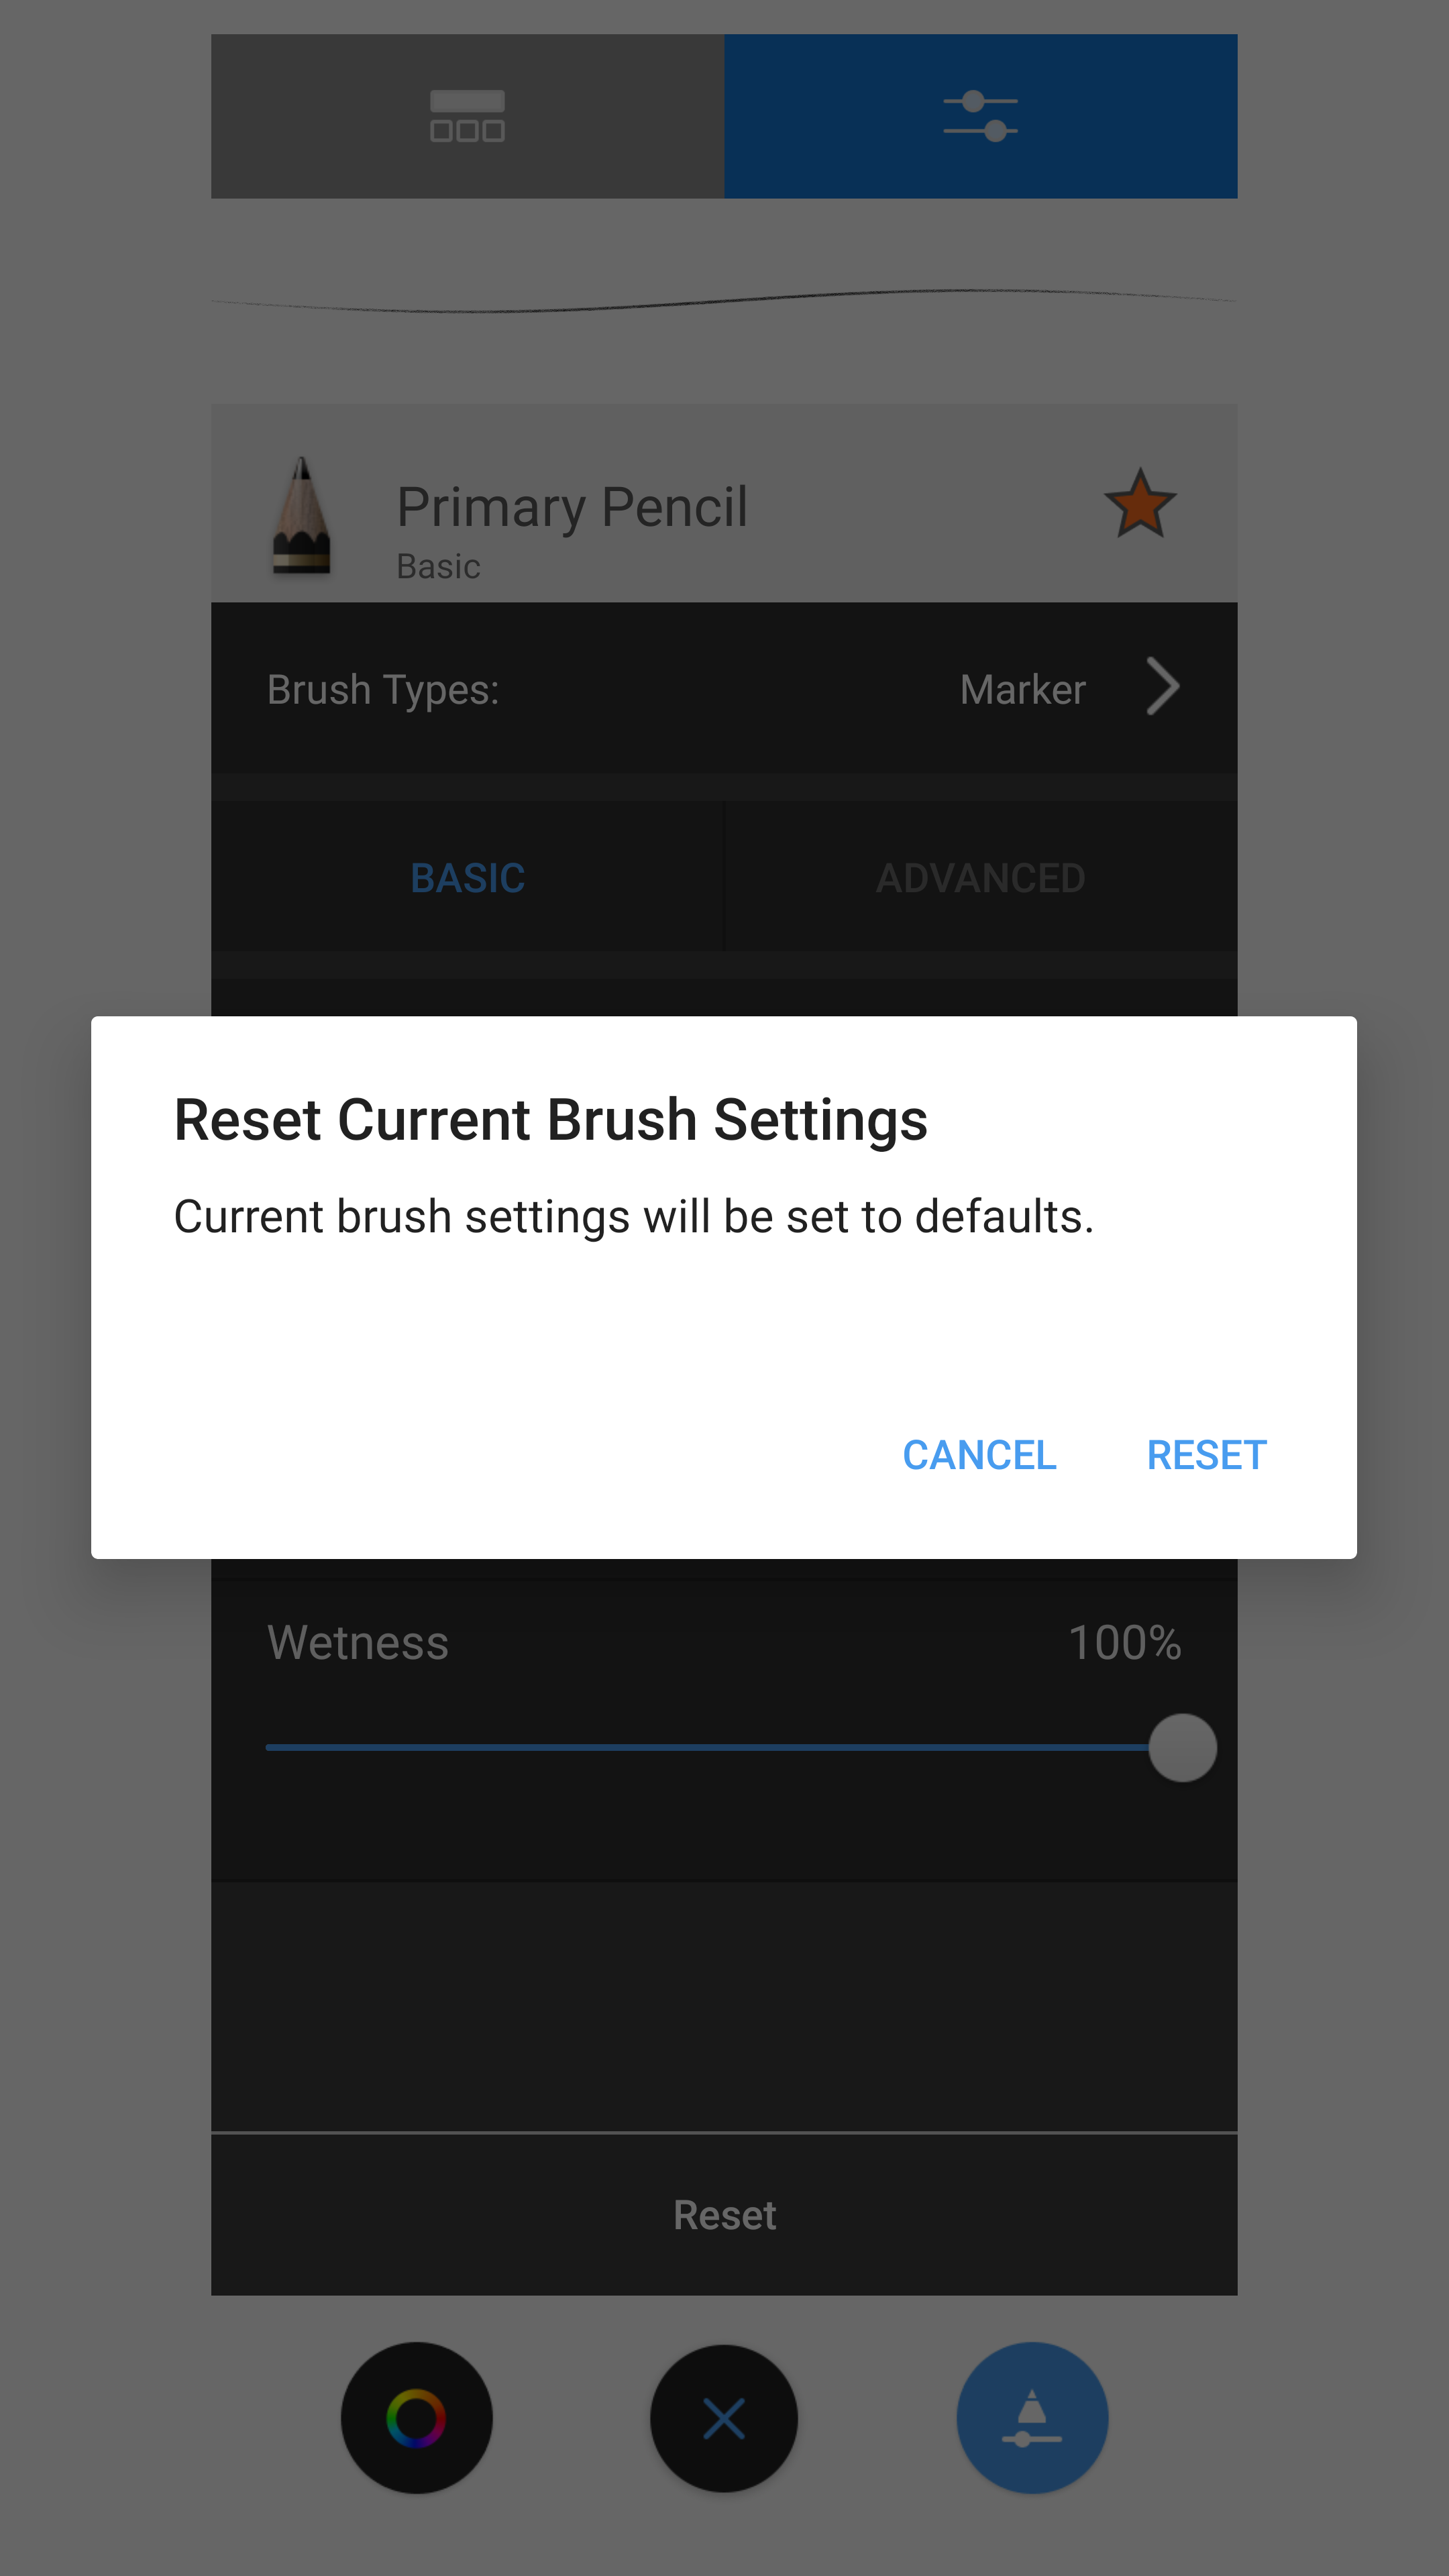 Primary Pencil
Basic
Brush Types: Marker
BASIC ADVANCED
Reset Current Brush Settings
Current brush settings will be set to defaults.
CANCEL RESET
Wetness 100%
Reset